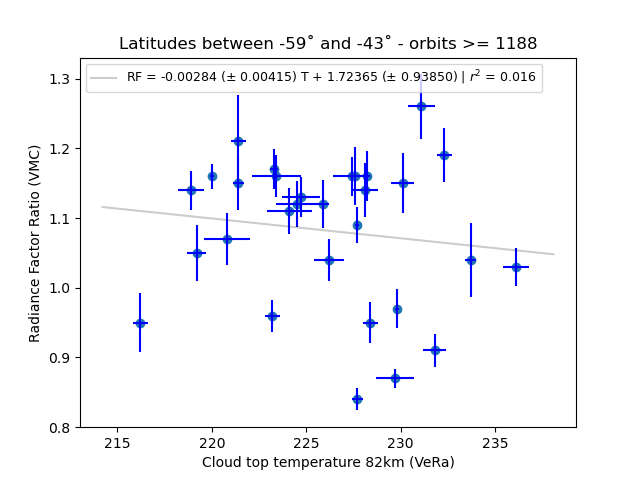 Latitudes between -59˚ and -43˚ - orbits >= 1188
RF = -0.00284 (± 0.00415) T + 1.72365 (± 0.93850) | r² = 0.016
Radiance Factor Ratio (VMC)
1.3
1.2
1.1
1.0
0.9
0.8
215 220 225 230 235
Cloud top temperature 82km (VeRa)